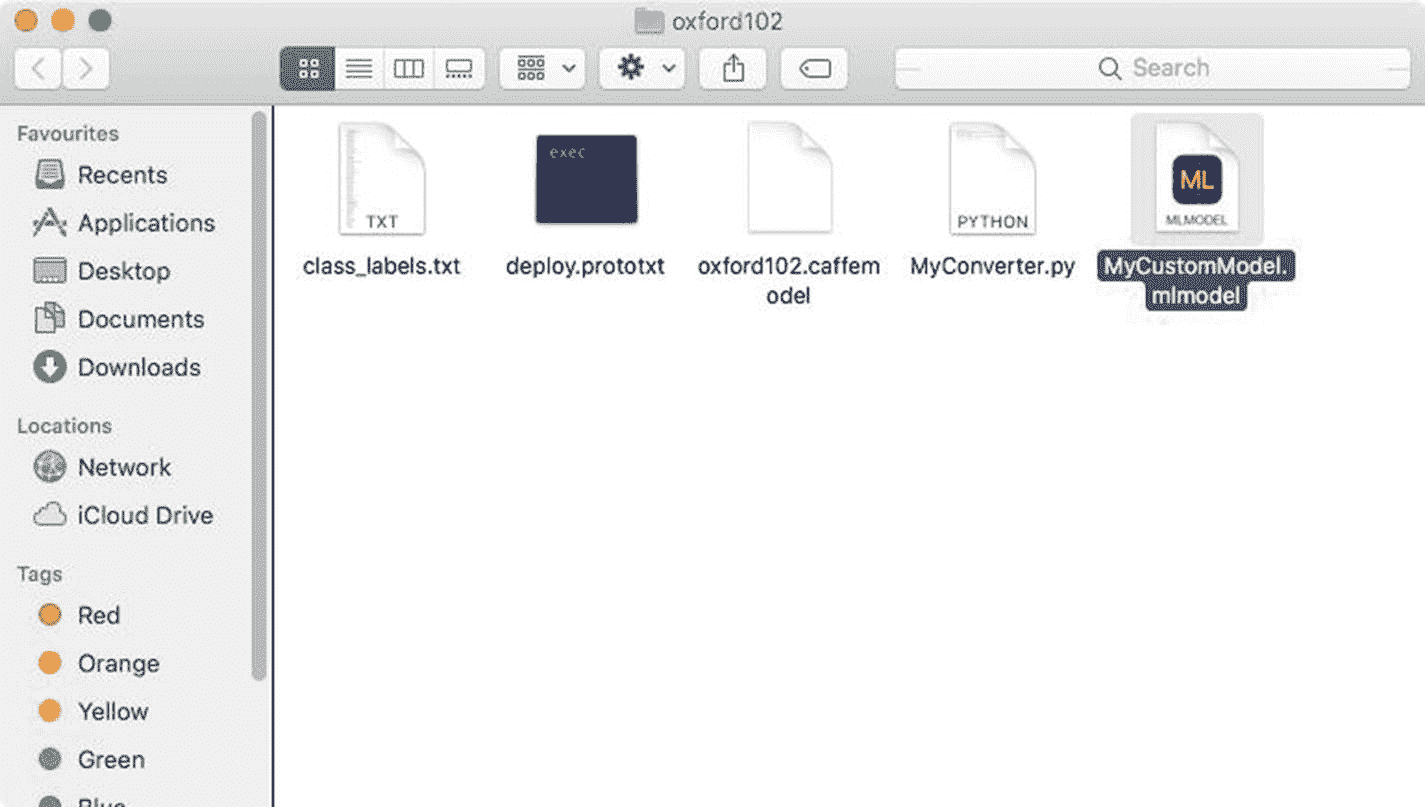 oxford102
Search
Favourites
Recents
Applications
Desktop
Documents
Downloads
Locations
Network
iCloud Drive
Tags
Red
Orange
Yellow
Green
Blue
TXT
class_labels.txt
exec
deploy.prototxt
oxford102.caffem
odel
PYTHON
MyConverter.py
ML
MLMODEL
MyCustomModel.
mlmodel